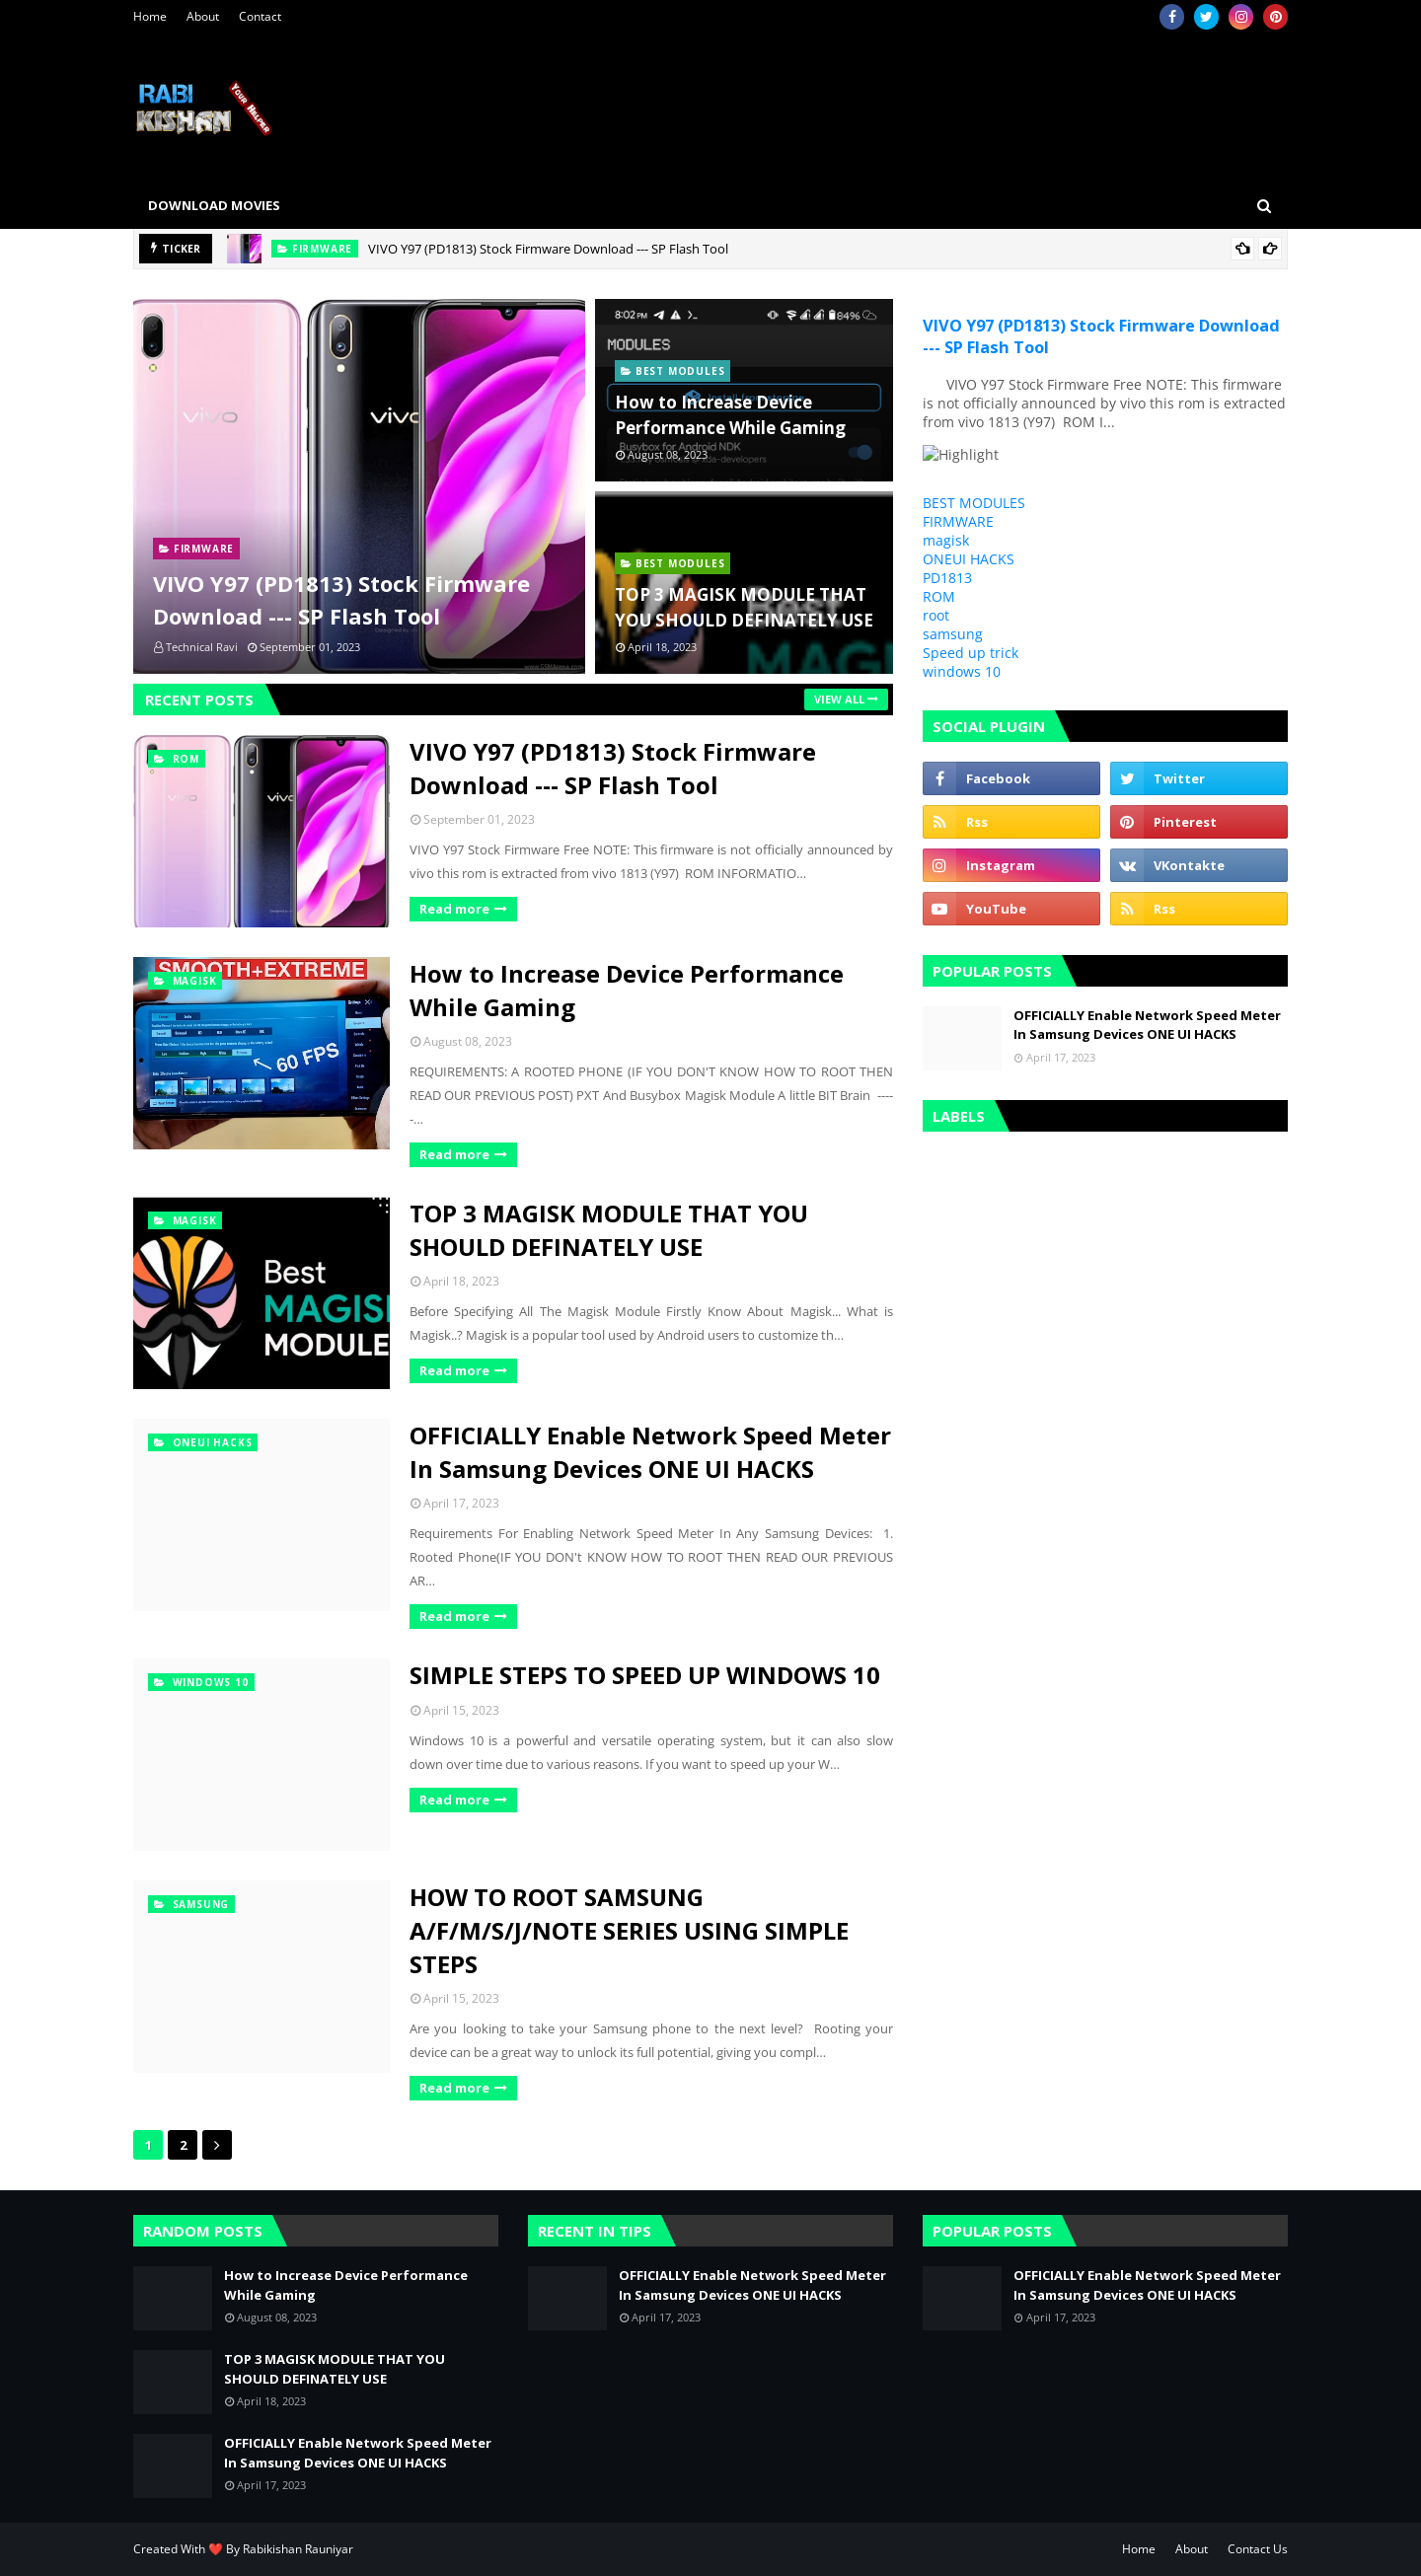 Home About Contact
RABI
KISHAN
Your Helper
DOWNLOAD MOVIES
TICKER
FIRMWARE
VIVO Y97 (PD1813) Stock Firmware Download --- SP Flash Tool
vivo
FIRMWARE
VIVO Y97 (PD1813) Stock Firmware
Download --- SP Flash Tool
Technical Ravi September 01, 2023
8:02 PM
84%
MODULES
BEST MODULES
How to Increase Device
Performance While Gaming
Busybox for Android NDK
August 08, 2023
BEST MODULES
TOP 3 MAGISK MODULE THAT
YOU SHOULD DEFINATELY USE
April 18, 2023
VIVO Y97 (PD1813) Stock Firmware Download
--- SP Flash Tool
VIVO Y97 Stock Firmware Free NOTE: This firmware
is not officially announced by vivo this rom is extracted
from vivo 1813 (Y97)  ROM I...
Highlight
BEST MODULES
FIRMWARE
magisk
ONEUI HACKS
PD1813
ROM
root
samsung
Speed up trick
windows 10
RECENT POSTS
VIEW ALL
ROM
VIVO Y97 (PD1813) Stock Firmware
Download --- SP Flash Tool
September 01, 2023
VIVO Y97 Stock Firmware Free NOTE: This firmware is not officially announced by
vivo this rom is extracted from vivo 1813 (Y97)  ROM INFORMATIO…
Read more
SMOOTH+EXTREME
MAGISK
60 FPS
How to Increase Device Performance
While Gaming
August 08, 2023
REQUIREMENTS: A ROOTED PHONE (IF YOU DON'T KNOW HOW TO ROOT THEN
READ OUR PREVIOUS POST) PXT And Busybox Magisk Module A little BIT Brain  ----
-…
Read more
MAGISK
Best
MAGISK
MODULE
TOP 3 MAGISK MODULE THAT YOU
SHOULD DEFINATELY USE
April 18, 2023
Before Specifying All The Magisk Module Firstly Know About Magisk... What is
Magisk..? Magisk is a popular tool used by Android users to customize th…
Read more
ONEUI HACKS
OFFICIALLY Enable Network Speed Meter
In Samsung Devices ONE UI HACKS
April 17, 2023
Requirements For Enabling Network Speed Meter In Any Samsung Devices:  1.
Rooted Phone(IF YOU DON't KNOW HOW TO ROOT THEN READ OUR PREVIOUS
AR…
Read more
WINDOWS 10
SIMPLE STEPS TO SPEED UP WINDOWS 10
April 15, 2023
Windows 10 is a powerful and versatile operating system, but it can also slow
down over time due to various reasons. If you want to speed up your W…
Read more
SAMSUNG
HOW TO ROOT SAMSUNG
A/F/M/S/J/NOTE SERIES USING SIMPLE
STEPS
April 15, 2023
Are you looking to take your Samsung phone to the next level?  Rooting your
device can be a great way to unlock its full potential, giving you compl…
Read more
1 2
SOCIAL PLUGIN
Facebook Twitter
Rss Pinterest
Instagram VKontakte
YouTube Rss
POPULAR POSTS
OFFICIALLY Enable Network Speed Meter
In Samsung Devices ONE UI HACKS
April 17, 2023
LABELS
RANDOM POSTS
How to Increase Device Performance
While Gaming
August 08, 2023
TOP 3 MAGISK MODULE THAT YOU
SHOULD DEFINATELY USE
April 18, 2023
OFFICIALLY Enable Network Speed Meter
In Samsung Devices ONE UI HACKS
April 17, 2023
RECENT IN TIPS
OFFICIALLY Enable Network Speed Meter
In Samsung Devices ONE UI HACKS
April 17, 2023
POPULAR POSTS
OFFICIALLY Enable Network Speed Meter
In Samsung Devices ONE UI HACKS
April 17, 2023
Created With ❤️ By Rabikishan Rauniyar
Home About Contact Us